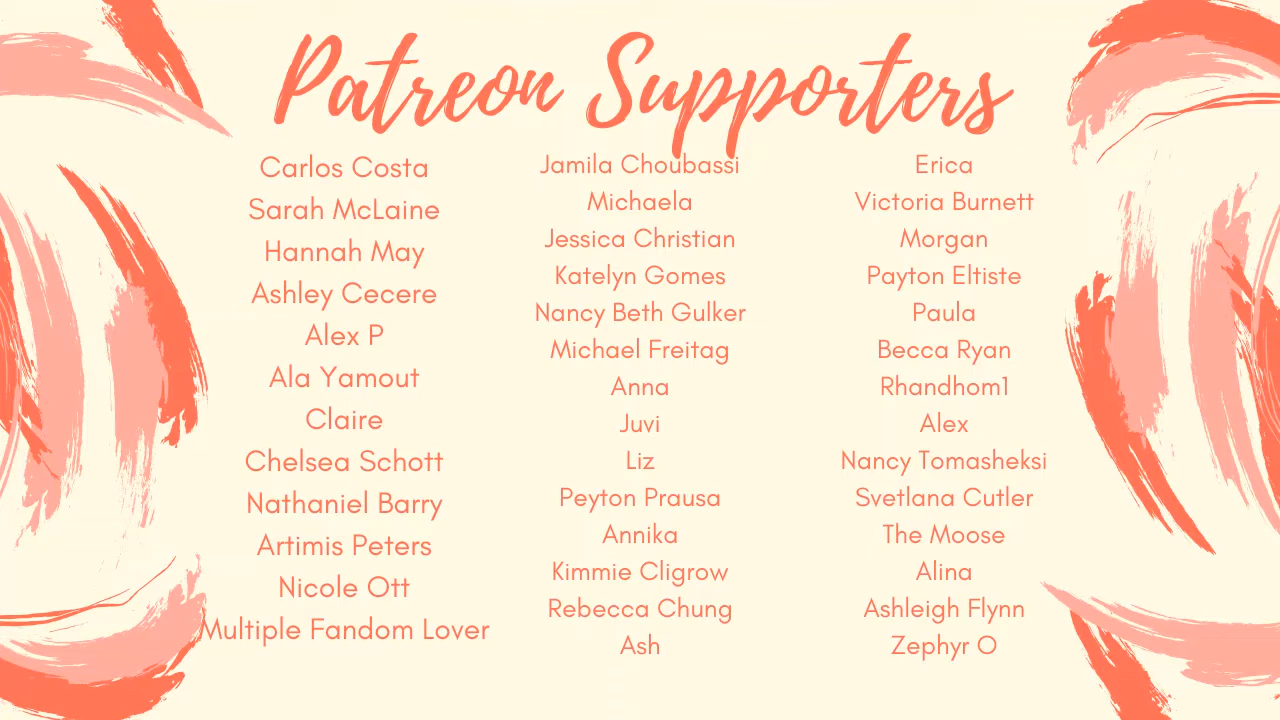 Patreon Supporters
Carlos Costa
Sarah McLaine
Hannah May
Ashley Cecere
Alex P
Ala Yamout
Claire
Chelsea Schott
Nathaniel Barry
Artimis Peters
Nicole Ott
Multiple Fandom Lover
Jamila Choubassi
Michaela
Jessica Christian
Katelyn Gomes
Nancy Beth Gulker
Michael Freitag
Anna
Juvi
Liz
Peyton Prausa
Annika
Kimmie Cligrow
Rebecca Chung
Ash
Erica
Victoria Burnett
Morgan
Payton Eltiste
Paula
Becca Ryan
Rhandhom1
Alex
Nancy Tomasheksi
Svetlana Cutler
The Moose
Alina
Ashleigh Flynn
Zephyr O